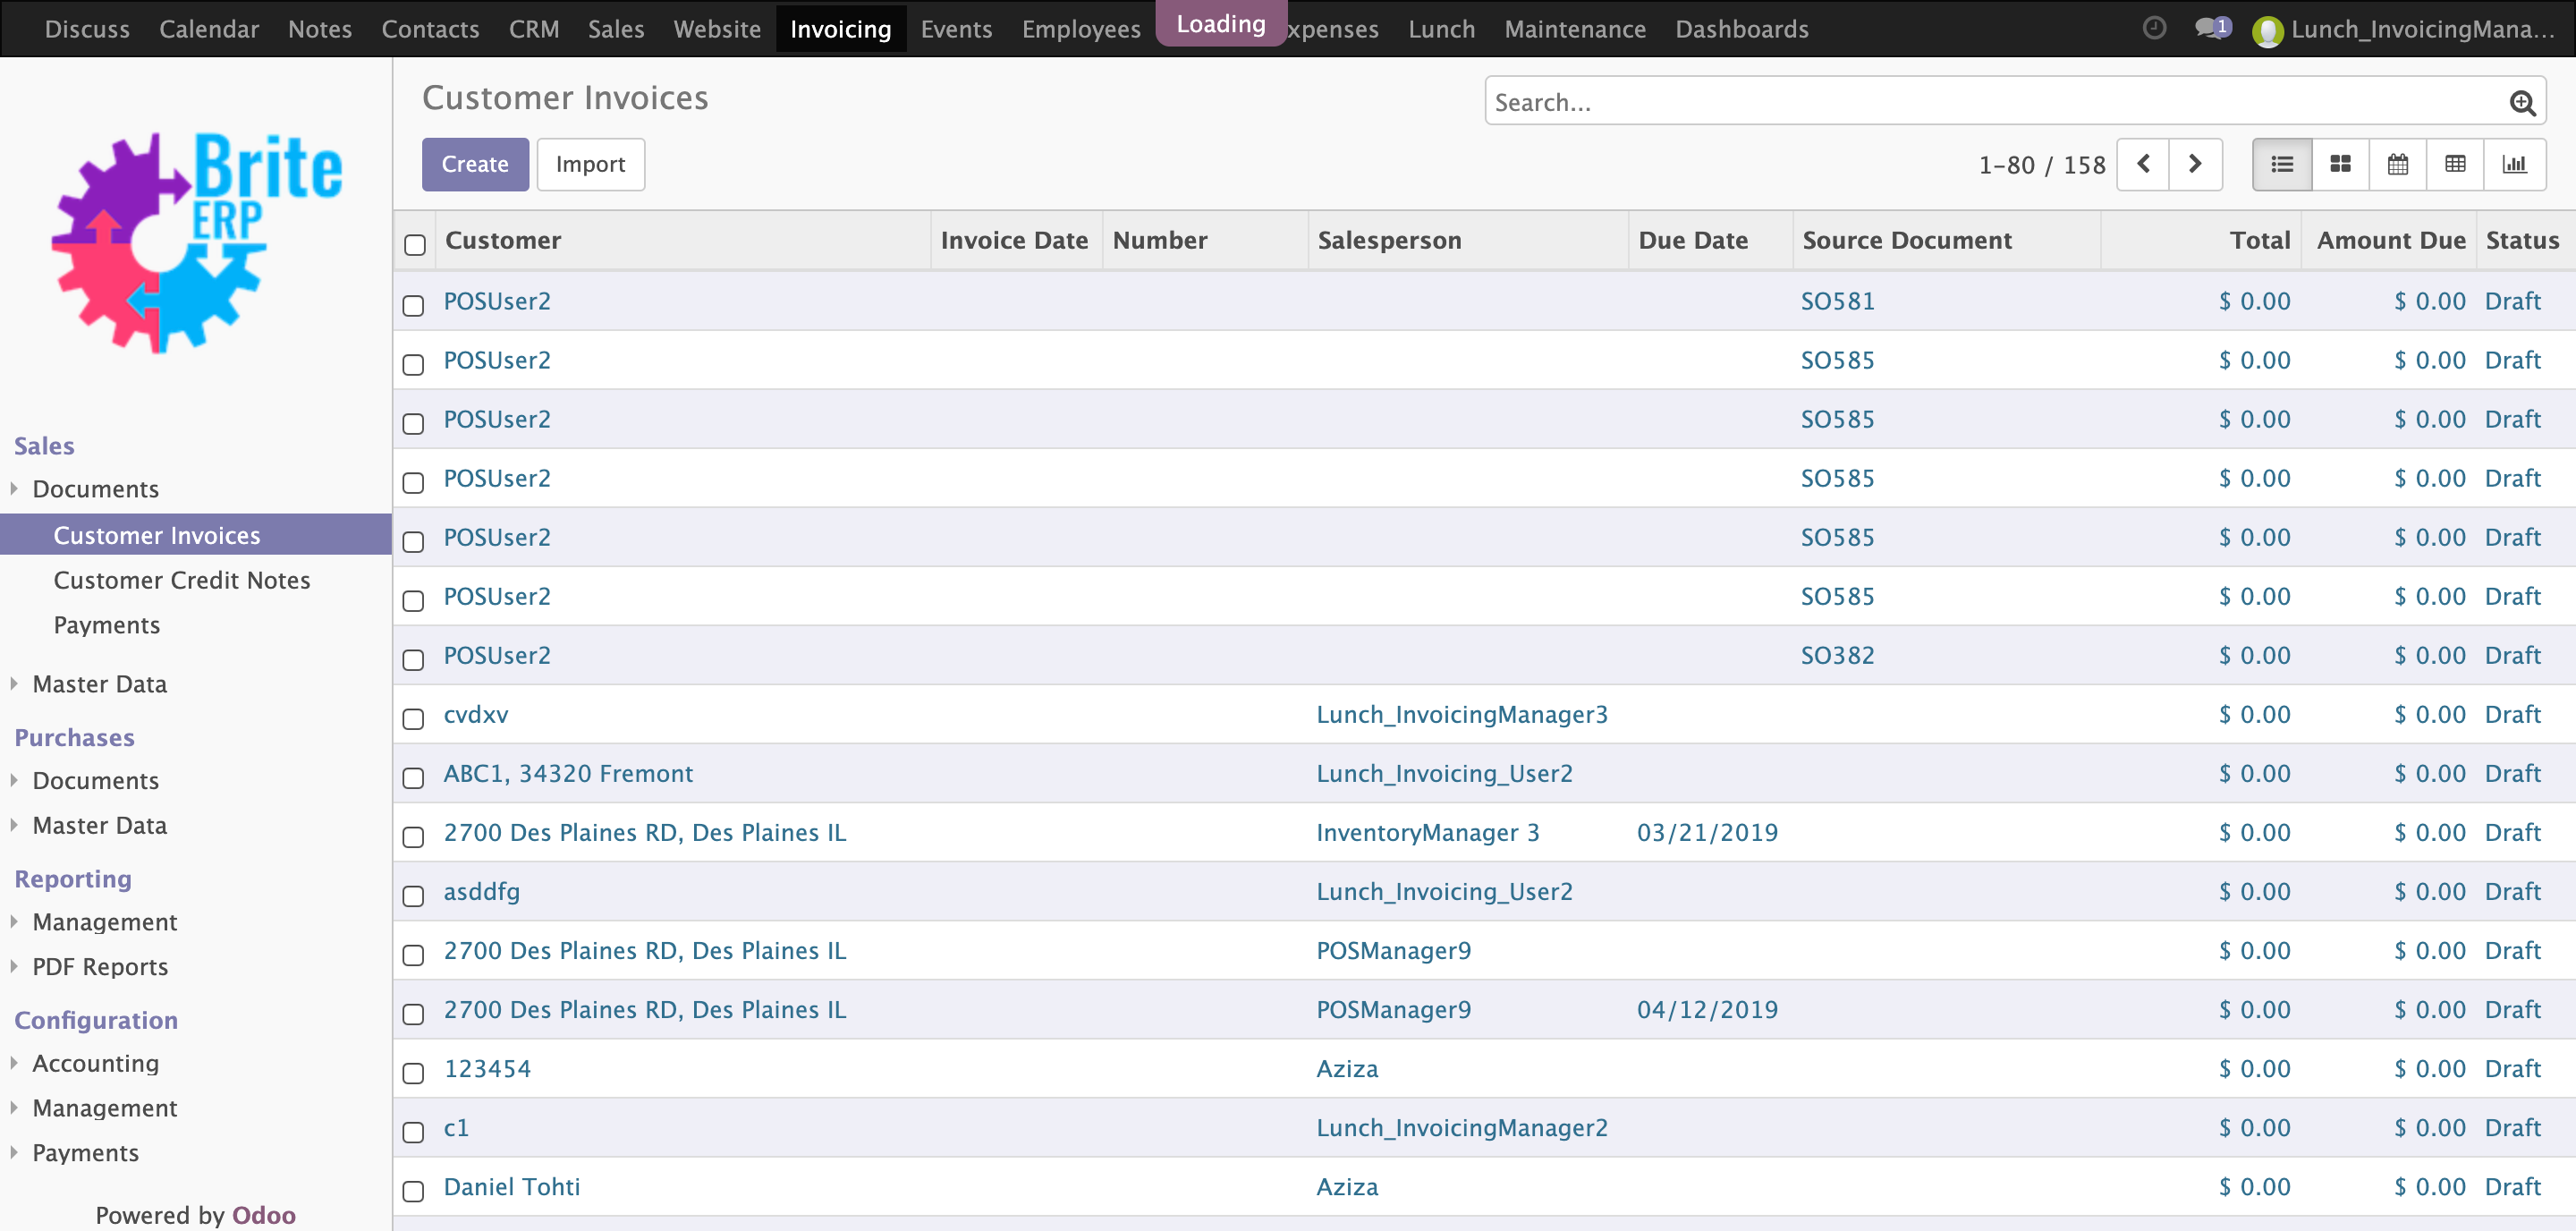 Discuss Calendar Notes Contacts CRM Sales Website Invoicing Events Employees Loading xpenses Lunch Maintenance Dashboards 1 Lunch_InvoicingMana...
Brite
ERP
Customer Invoices
Search...
Create Import
1-80 / 158
Sales
Documents
Customer Invoices
Customer Credit Notes
Payments
Master Data
Purchases
Documents
Master Data
Reporting
Management
PDF Reports
Configuration
Accounting
Management
Payments
Powered by Odoo
Customer Invoice Date Number Salesperson Due Date Source Document Total Amount Due Status
POSUser2 SO581 $ 0.00 $ 0.00 Draft
POSUser2 SO585 $ 0.00 $ 0.00 Draft
POSUser2 SO585 $ 0.00 $ 0.00 Draft
POSUser2 SO585 $ 0.00 $ 0.00 Draft
POSUser2 SO585 $ 0.00 $ 0.00 Draft
POSUser2 SO585 $ 0.00 $ 0.00 Draft
POSUser2 SO382 $ 0.00 $ 0.00 Draft
cvdxv Lunch_InvoicingManager3 $ 0.00 $ 0.00 Draft
ABC1, 34320 Fremont Lunch_Invoicing_User2 $ 0.00 $ 0.00 Draft
2700 Des Plaines RD, Des Plaines IL InventoryManager 3 03/21/2019 $ 0.00 $ 0.00 Draft
asddfg Lunch_Invoicing_User2 $ 0.00 $ 0.00 Draft
2700 Des Plaines RD, Des Plaines IL POSManager9 $ 0.00 $ 0.00 Draft
2700 Des Plaines RD, Des Plaines IL POSManager9 04/12/2019 $ 0.00 $ 0.00 Draft
123454 Aziza $ 0.00 $ 0.00 Draft
c1 Lunch_InvoicingManager2 $ 0.00 $ 0.00 Draft
Daniel Tohti Aziza $ 0.00 $ 0.00 Draft